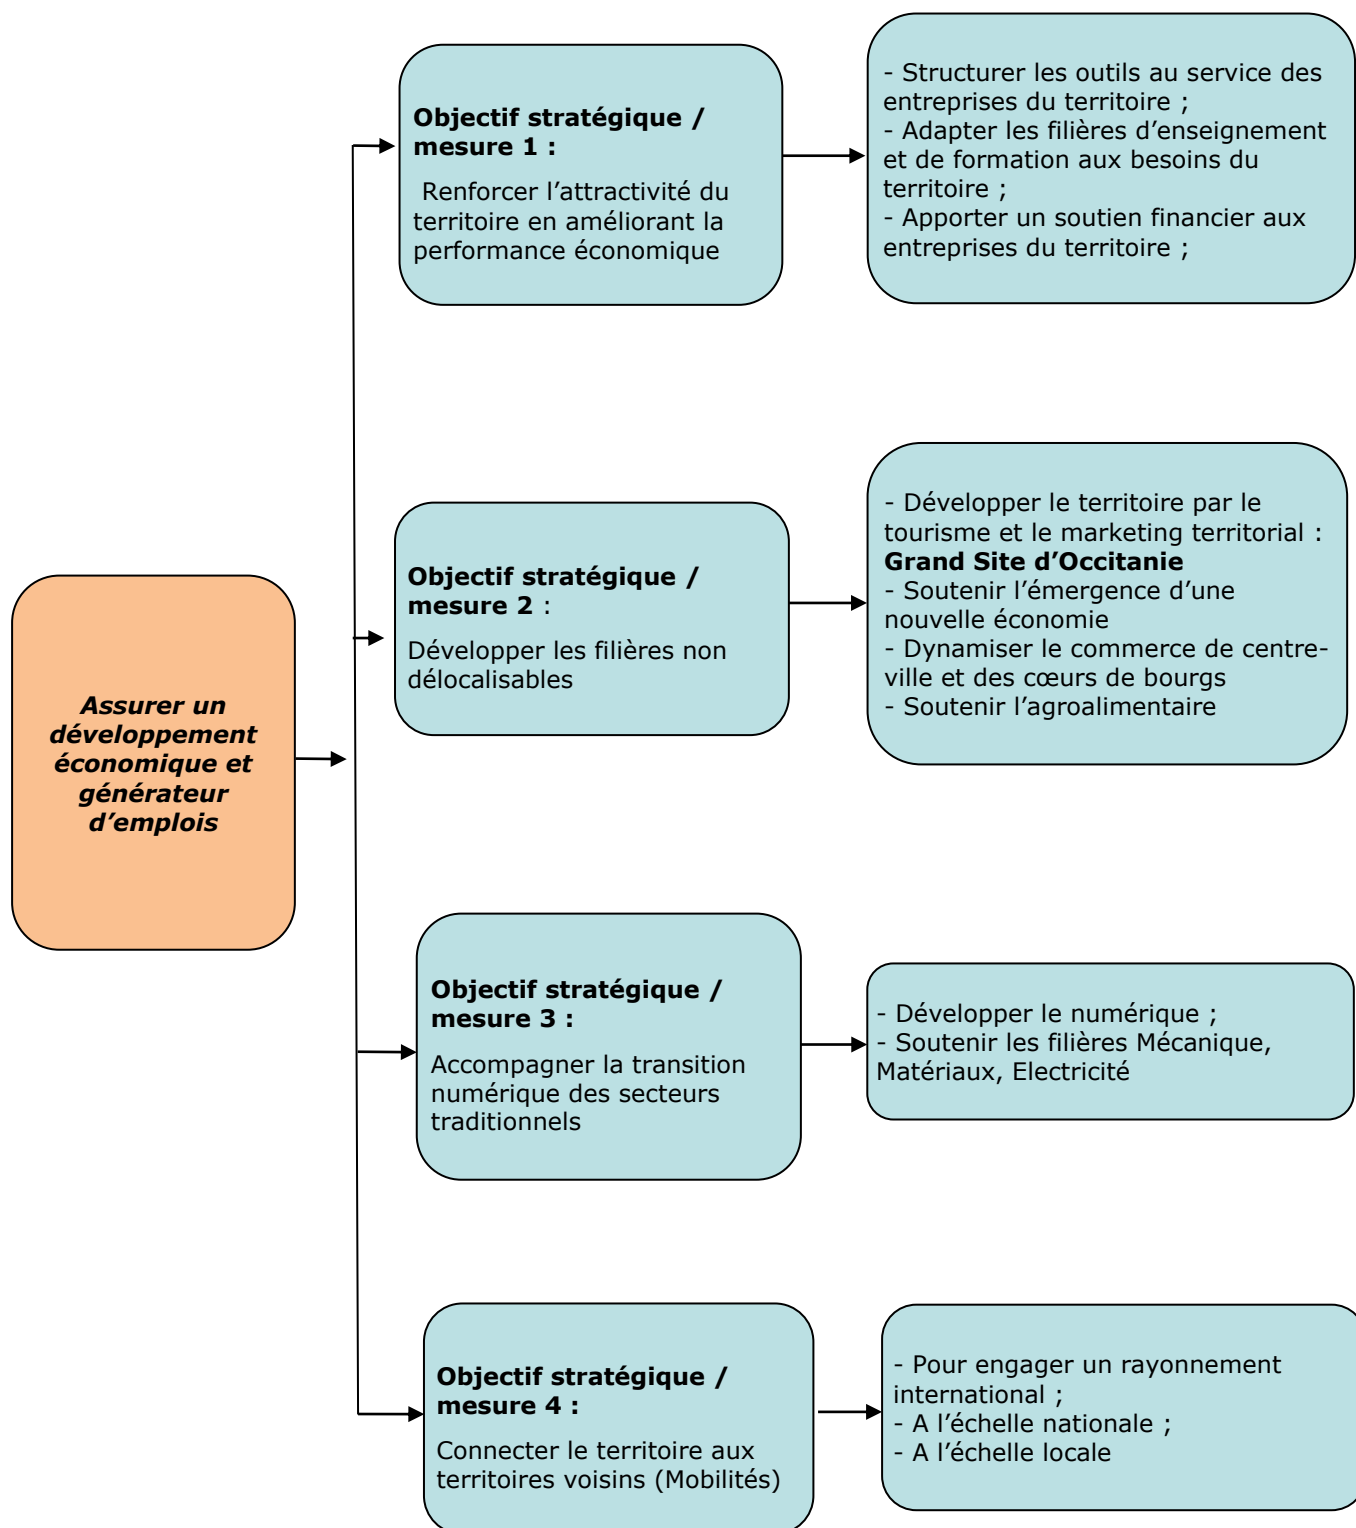 Assurer un
développement
économique et
générateur
d’emplois
Objectif stratégique /
mesure 1 :
Renforcer l’attractivité du
territoire en améliorant la
performance économique
- Structurer les outils au service des
entreprises du territoire ;
- Adapter les filières d’enseignement
et de formation aux besoins du
territoire ;
- Apporter un soutien financier aux
entreprises du territoire ;
Objectif stratégique /
mesure 2 :
Développer les filières non
délocalisables
- Développer le territoire par le
tourisme et le marketing territorial :
Grand Site d’Occitanie
- Soutenir l’émergence d’une
nouvelle économie
- Dynamiser le commerce de centre-
ville et des cœurs de bourgs
- Soutenir l’agroalimentaire
Objectif stratégique /
mesure 3 :
Accompagner la transition
numérique des secteurs
traditionnels
- Développer le numérique ;
- Soutenir les filières Mécanique,
Matériaux, Electricité
Objectif stratégique /
mesure 4 :
Connecter le territoire aux
territoires voisins (Mobilités)
- Pour engager un rayonnement
international ;
- A l’échelle nationale ;
- A l’échelle locale